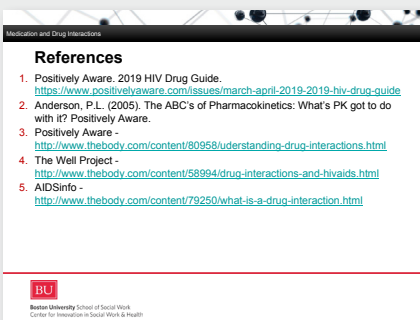 Medication and Drug Interactions
References
1. Positively Aware. 2019 HIV Drug Guide.
https://www.positivelyaware.com/issues/march-april-2019-2019-hiv-drug-guide
2. Anderson, P.L. (2005). The ABC's of Pharmacokinetics: What's PK got to do
with it? Positively Aware.
3. Positively Aware -
http://www.thebody.com/content/80958/uderstanding-drug-interactions.html
4. The Well Project -
http://www.thebody.com/content/58994/drug-interactions-and-hivaids.html
5. AIDSinfo -
http://www.thebody.com/content/79250/what-is-a-drug-interaction.html
BU
Boston University School of Social Work
Center for Innovation in Social Work & Health